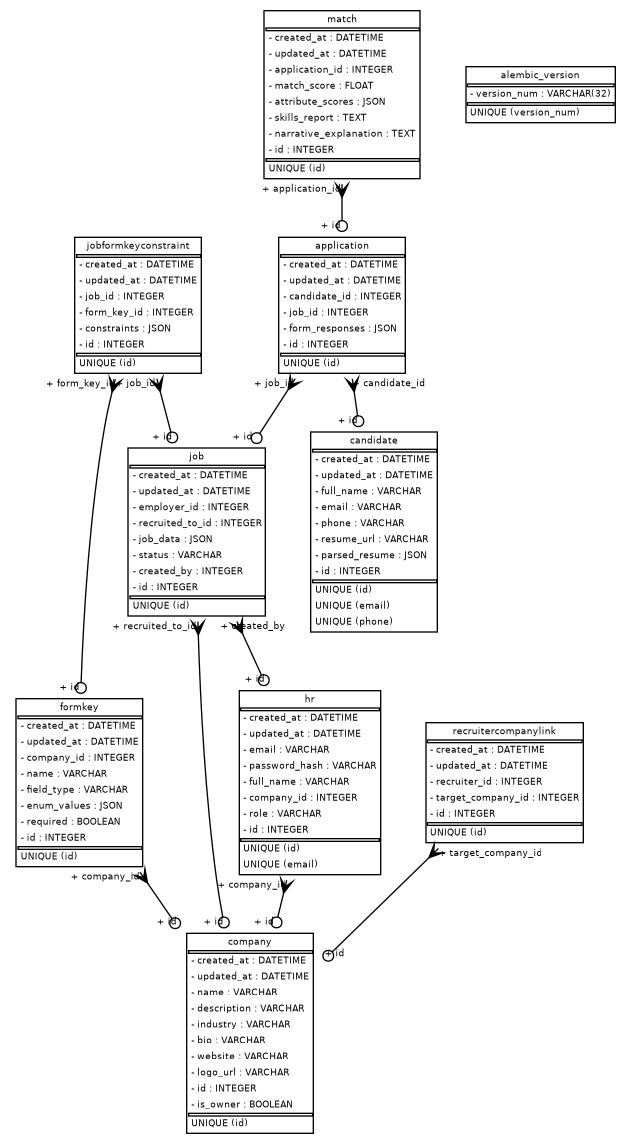 match
- created_at : DATETIME
- updated_at : DATETIME
- application_id : INTEGER
- match_score : FLOAT
- attribute_scores : JSON
- skills_report : TEXT
- narrative_explanation : TEXT
- id : INTEGER
UNIQUE (id)
alembic_version
- version_num : VARCHAR(32)
UNIQUE (version_num)
+ application_id
+ id
jobformkeyconstraint
- created_at : DATETIME
- updated_at : DATETIME
- job_id : INTEGER
- form_key_id : INTEGER
- constraints : JSON
- id : INTEGER
UNIQUE (id)
application
- created_at : DATETIME
- updated_at : DATETIME
- candidate_id : INTEGER
- job_id : INTEGER
- form_responses : JSON
- id : INTEGER
UNIQUE (id)
+ form_key_id
+ job_id
+ job_id
+ candidate_id
+ id
+ id
+ id
job
- created_at : DATETIME
- updated_at : DATETIME
- employer_id : INTEGER
- recruited_to_id : INTEGER
- job_data : JSON
- status : VARCHAR
- created_by : INTEGER
- id : INTEGER
UNIQUE (id)
candidate
- created_at : DATETIME
- updated_at : DATETIME
- full_name : VARCHAR
- email : VARCHAR
- phone : VARCHAR
- resume_url : VARCHAR
- parsed_resume : JSON
- id : INTEGER
UNIQUE (id)
UNIQUE (email)
UNIQUE (phone)
+ recruited_to_id
+ created_by
+ id
+ id
formkey
- created_at : DATETIME
- updated_at : DATETIME
- company_id : INTEGER
- name : VARCHAR
- field_type : VARCHAR
- enum_values : JSON
- required : BOOLEAN
- id : INTEGER
UNIQUE (id)
hr
- created_at : DATETIME
- updated_at : DATETIME
- email : VARCHAR
- password_hash : VARCHAR
- full_name : VARCHAR
- company_id : INTEGER
- role : VARCHAR
- id : INTEGER
UNIQUE (id)
UNIQUE (email)
recruitercompanylink
- created_at : DATETIME
- updated_at : DATETIME
- recruiter_id : INTEGER
- target_company_id : INTEGER
- id : INTEGER
UNIQUE (id)
+ company_id
+ company_id
+ target_company_id
+ id
+ id
+ id
+ id
company
- created_at : DATETIME
- updated_at : DATETIME
- name : VARCHAR
- description : VARCHAR
- industry : VARCHAR
- bio : VARCHAR
- website : VARCHAR
- logo_url : VARCHAR
- id : INTEGER
- is_owner : BOOLEAN
UNIQUE (id)